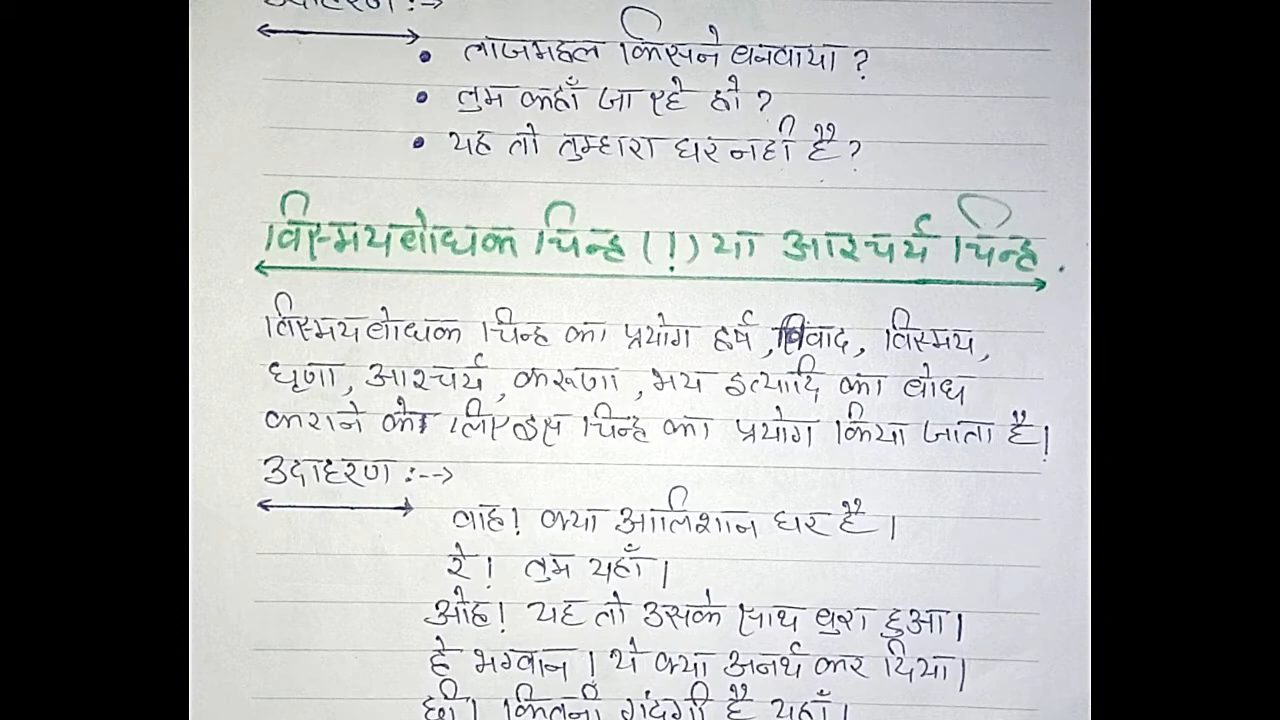 उदाहरण :->
• ताजमहल किसने बनवाया ?
• तुम कहाँ जा रहे हो ?
• यह तो तुम्हारा घर नहीं है ?
विस्मयबोधक चिन्ह (!) या आश्चर्य चिन्ह .
विस्मयबोधक चिन्ह का प्रयोग हर्ष, विवाद, विस्मय,
घृणा, आश्चर्य, करूणा, भय इत्यादि का बोध
कराने के लिए इस चिन्ह का प्रयोग किया जाता है।
उदाहरण :-->
वाह! क्या आलिशान घर है।
रे! तुम यहाँ।
ओह! यह तो उसके साथ बुरा हुआ।
हे भगवान ! ये क्या अनर्थ कर दिया।
छी! कितनी गंदगी है यहाँ।